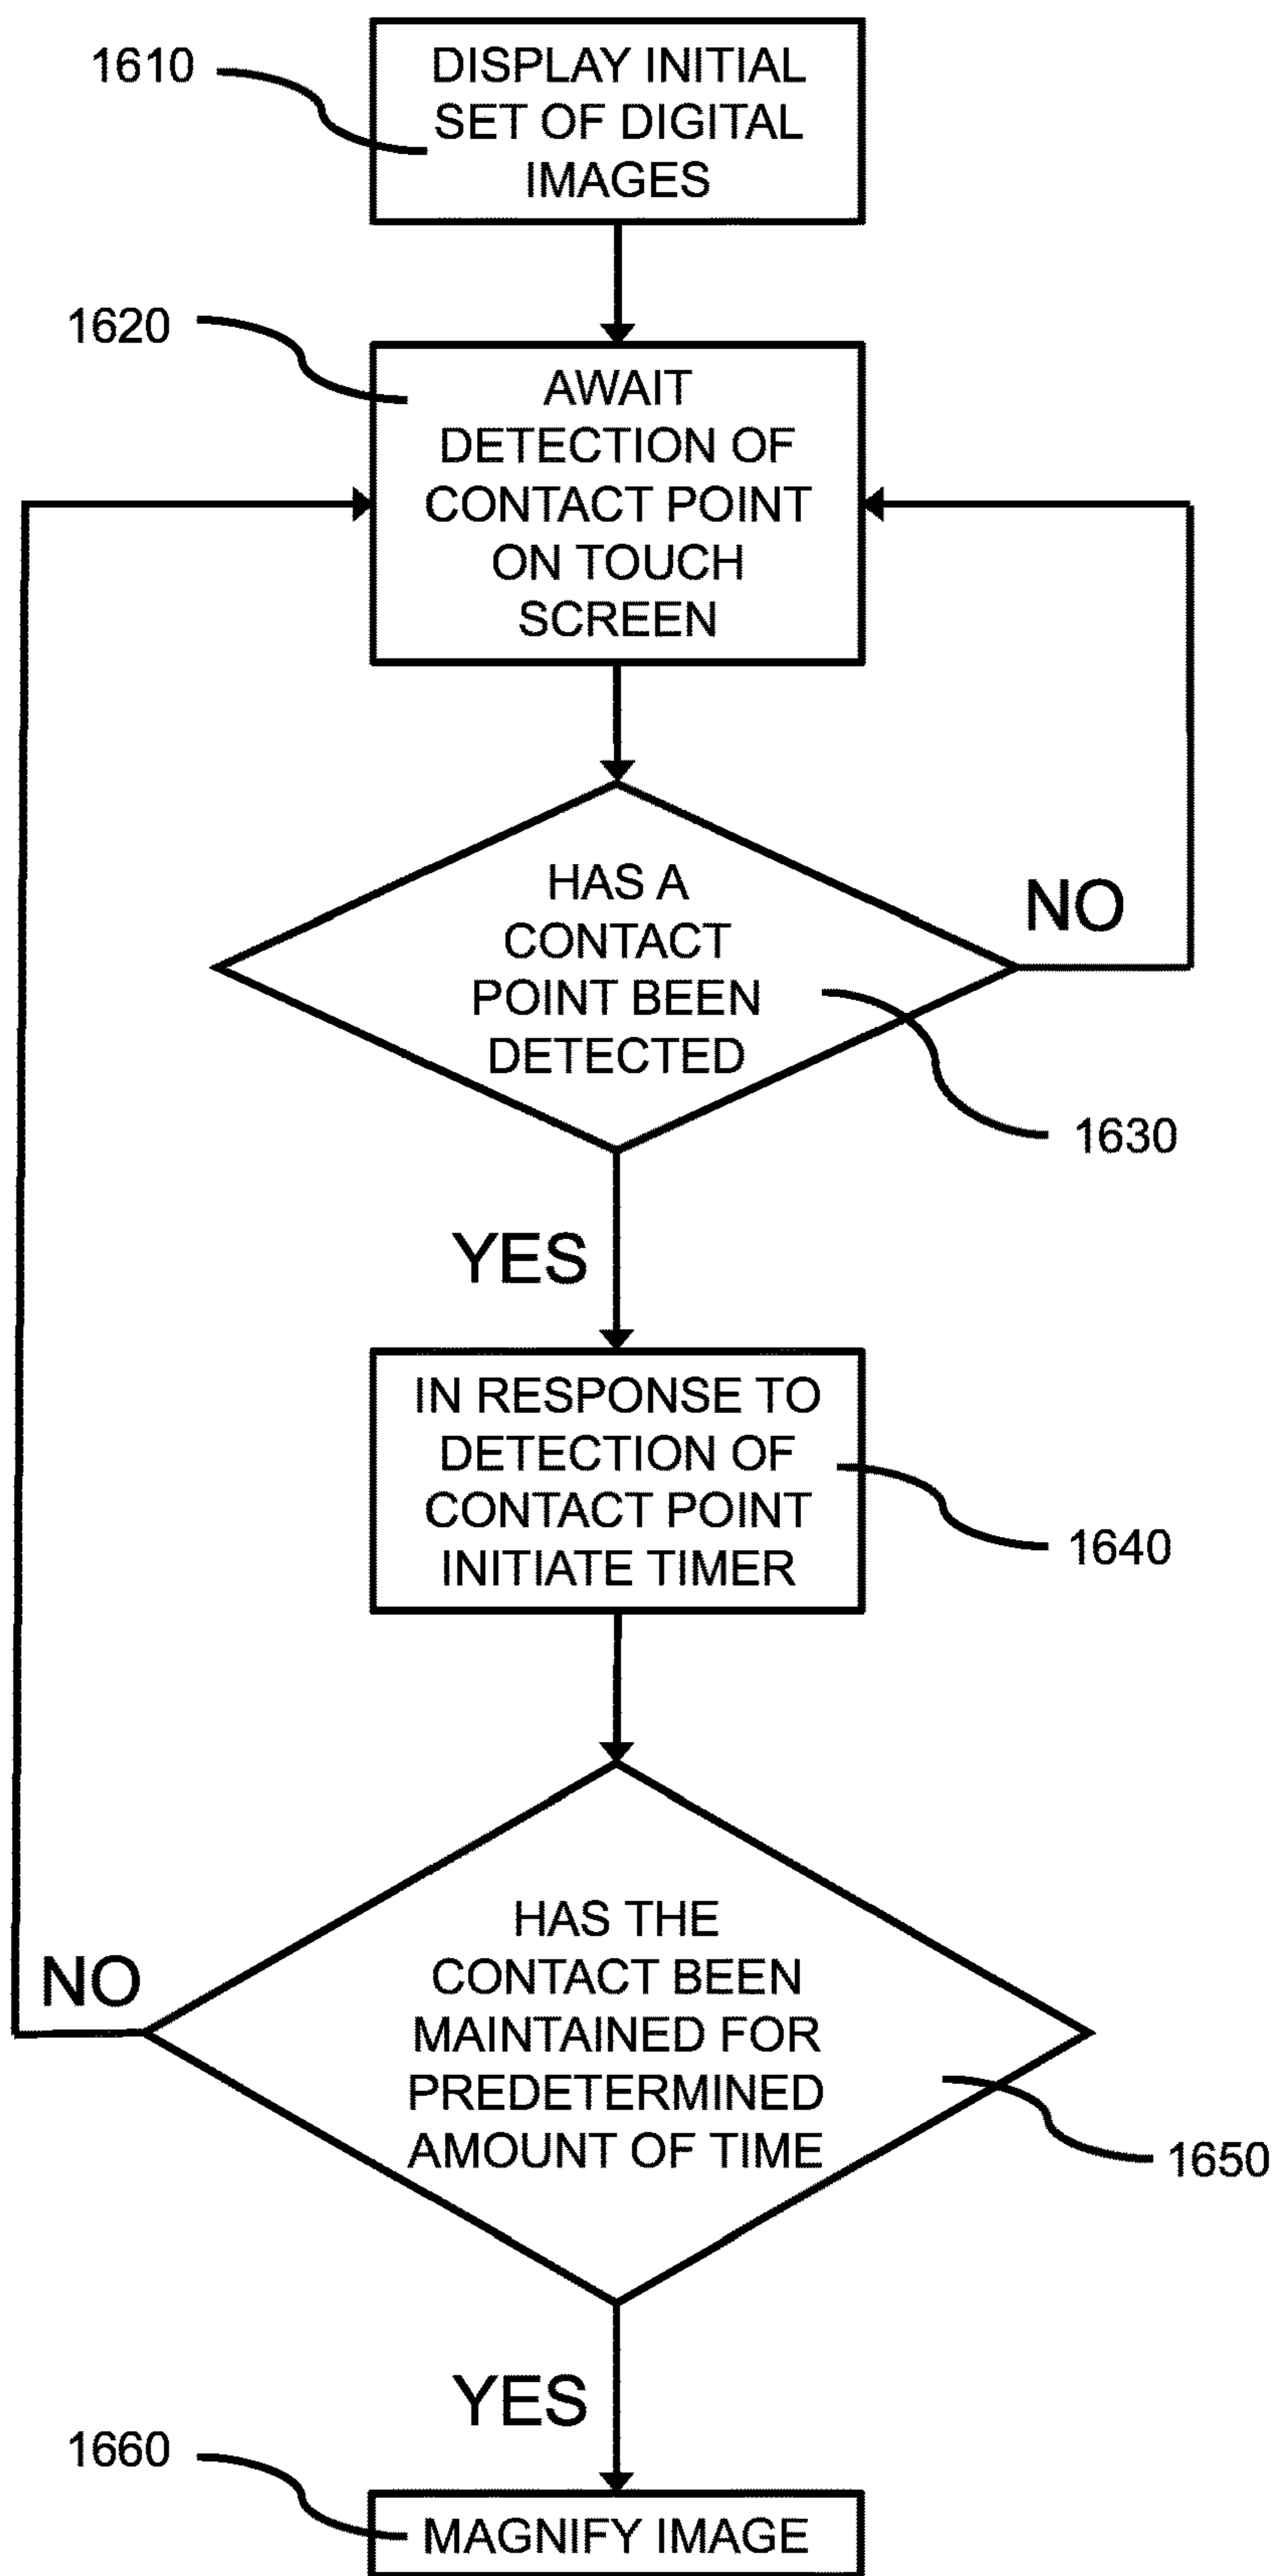 1610
DISPLAY INITIAL
SET OF DIGITAL
IMAGES
1620
AWAIT
DETECTION OF
CONTACT POINT
ON TOUCH
SCREEN
HAS A
CONTACT
POINT BEEN
DETECTED
NO
1630
YES
IN RESPONSE TO
DETECTION OF
CONTACT POINT
INITIATE TIMER
1640
HAS THE
CONTACT BEEN
MAINTAINED FOR
PREDETERMINED
AMOUNT OF TIME
NO
1650
YES
1660
MAGNIFY IMAGE